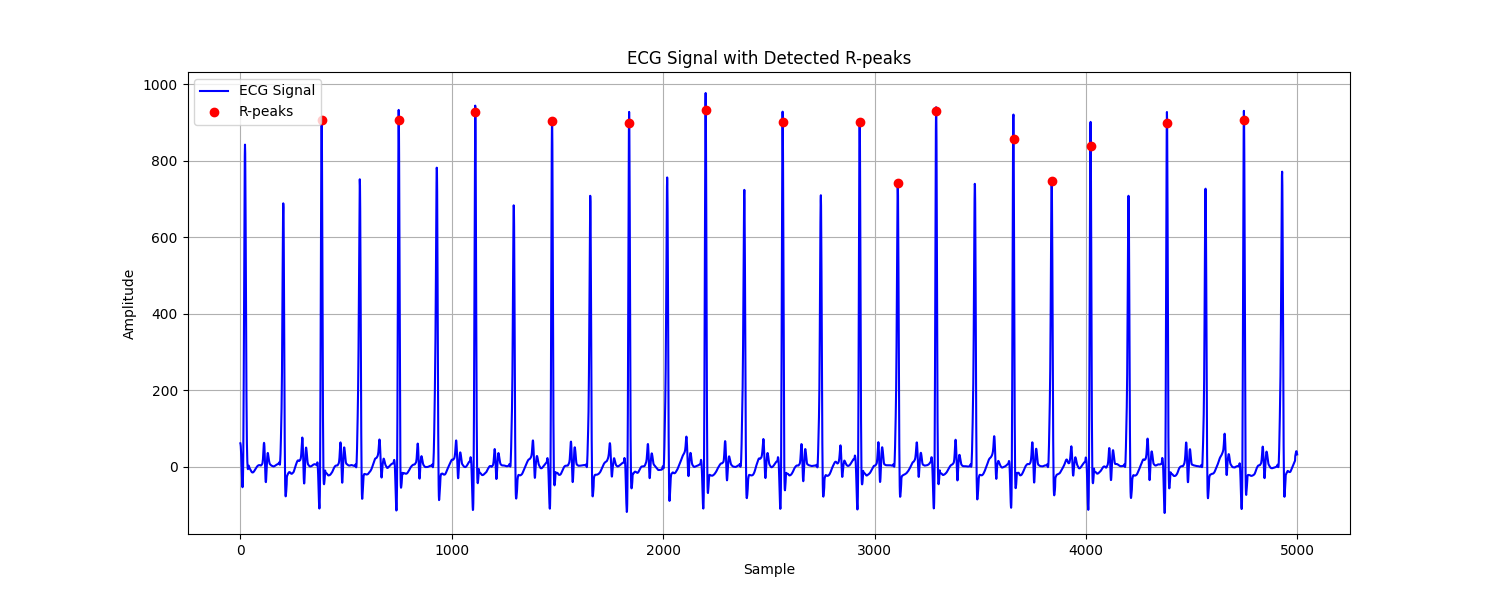 ECG Signal with Detected R-peaks
1000
800
600
400
200
0
Amplitude
ECG Signal
R-peaks
0 1000 2000 3000 4000 5000
Sample